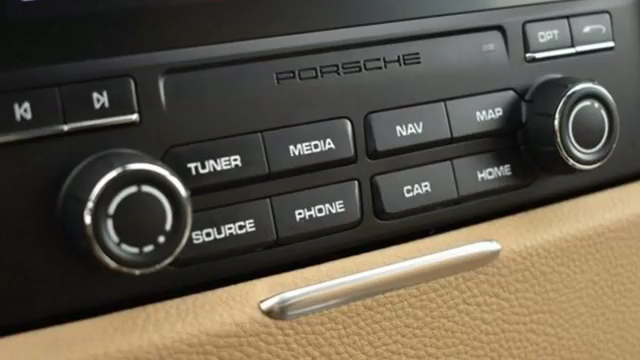 PORSCHE
OPT
TUNER MEDIA NAV MAP
SOURCE PHONE CAR HOME